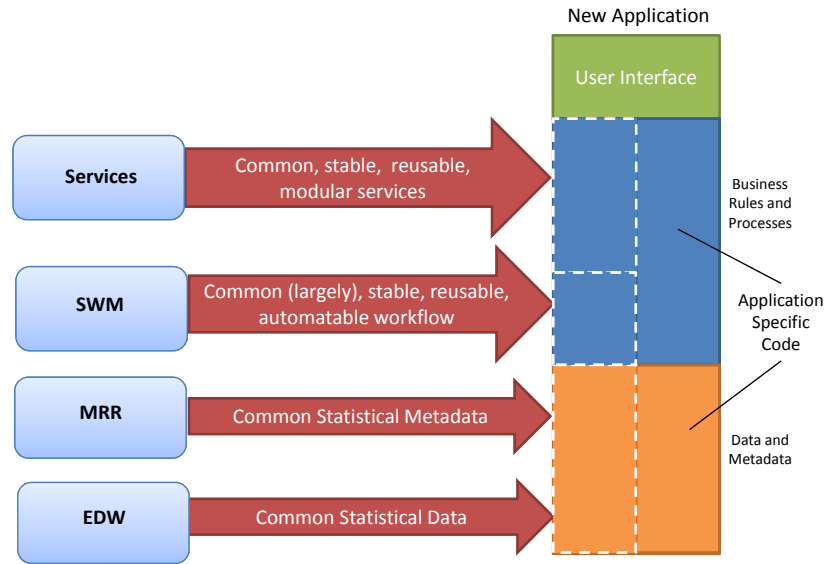 New Application
User Interface
Services
Common, stable, reusable,
modular services
Business
Rules and
Processes
SWM
Common (largely), stable, reusable,
automatable workflow
Application
Specific
Code
MRR
Common Statistical Metadata
Data and
Metadata
EDW
Common Statistical Data